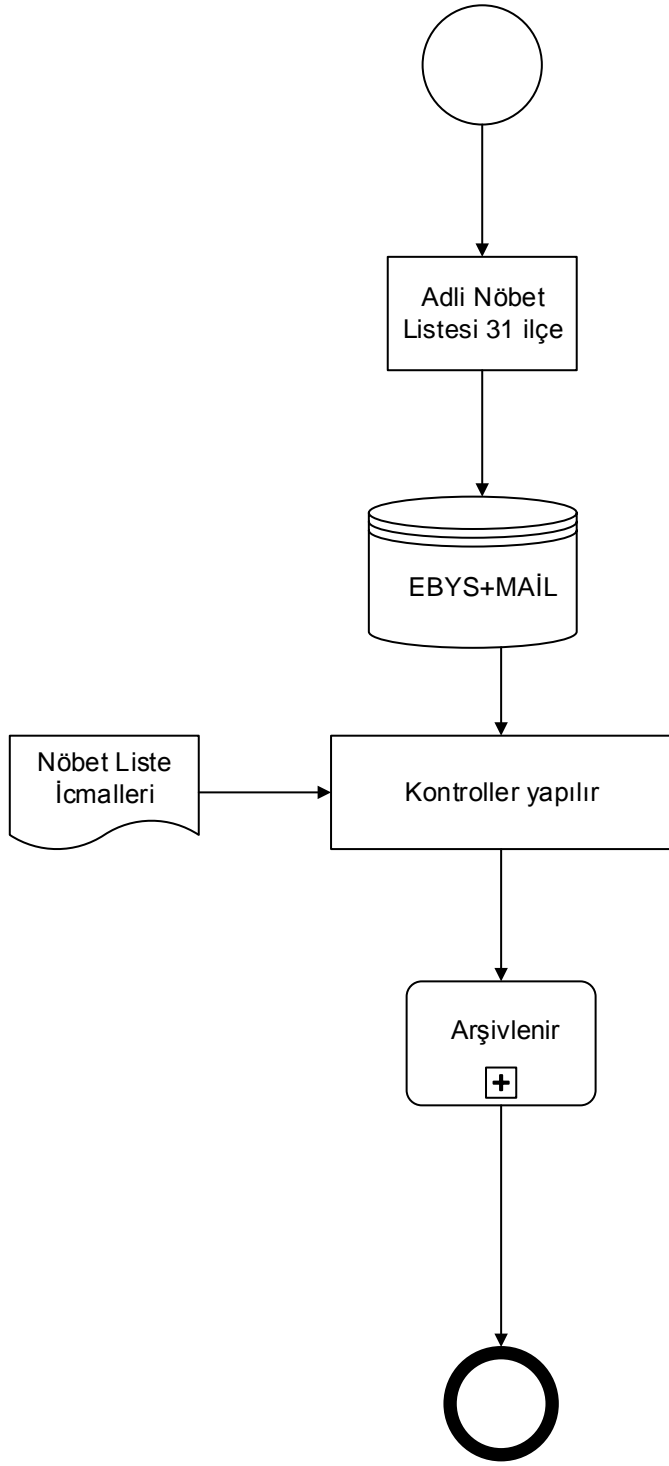 Adli Nöbet
Listesi 31 ilçe
EBYS+MAİL
Nöbet Liste
İcmalleri
Kontroller yapılır
Arşivlenir